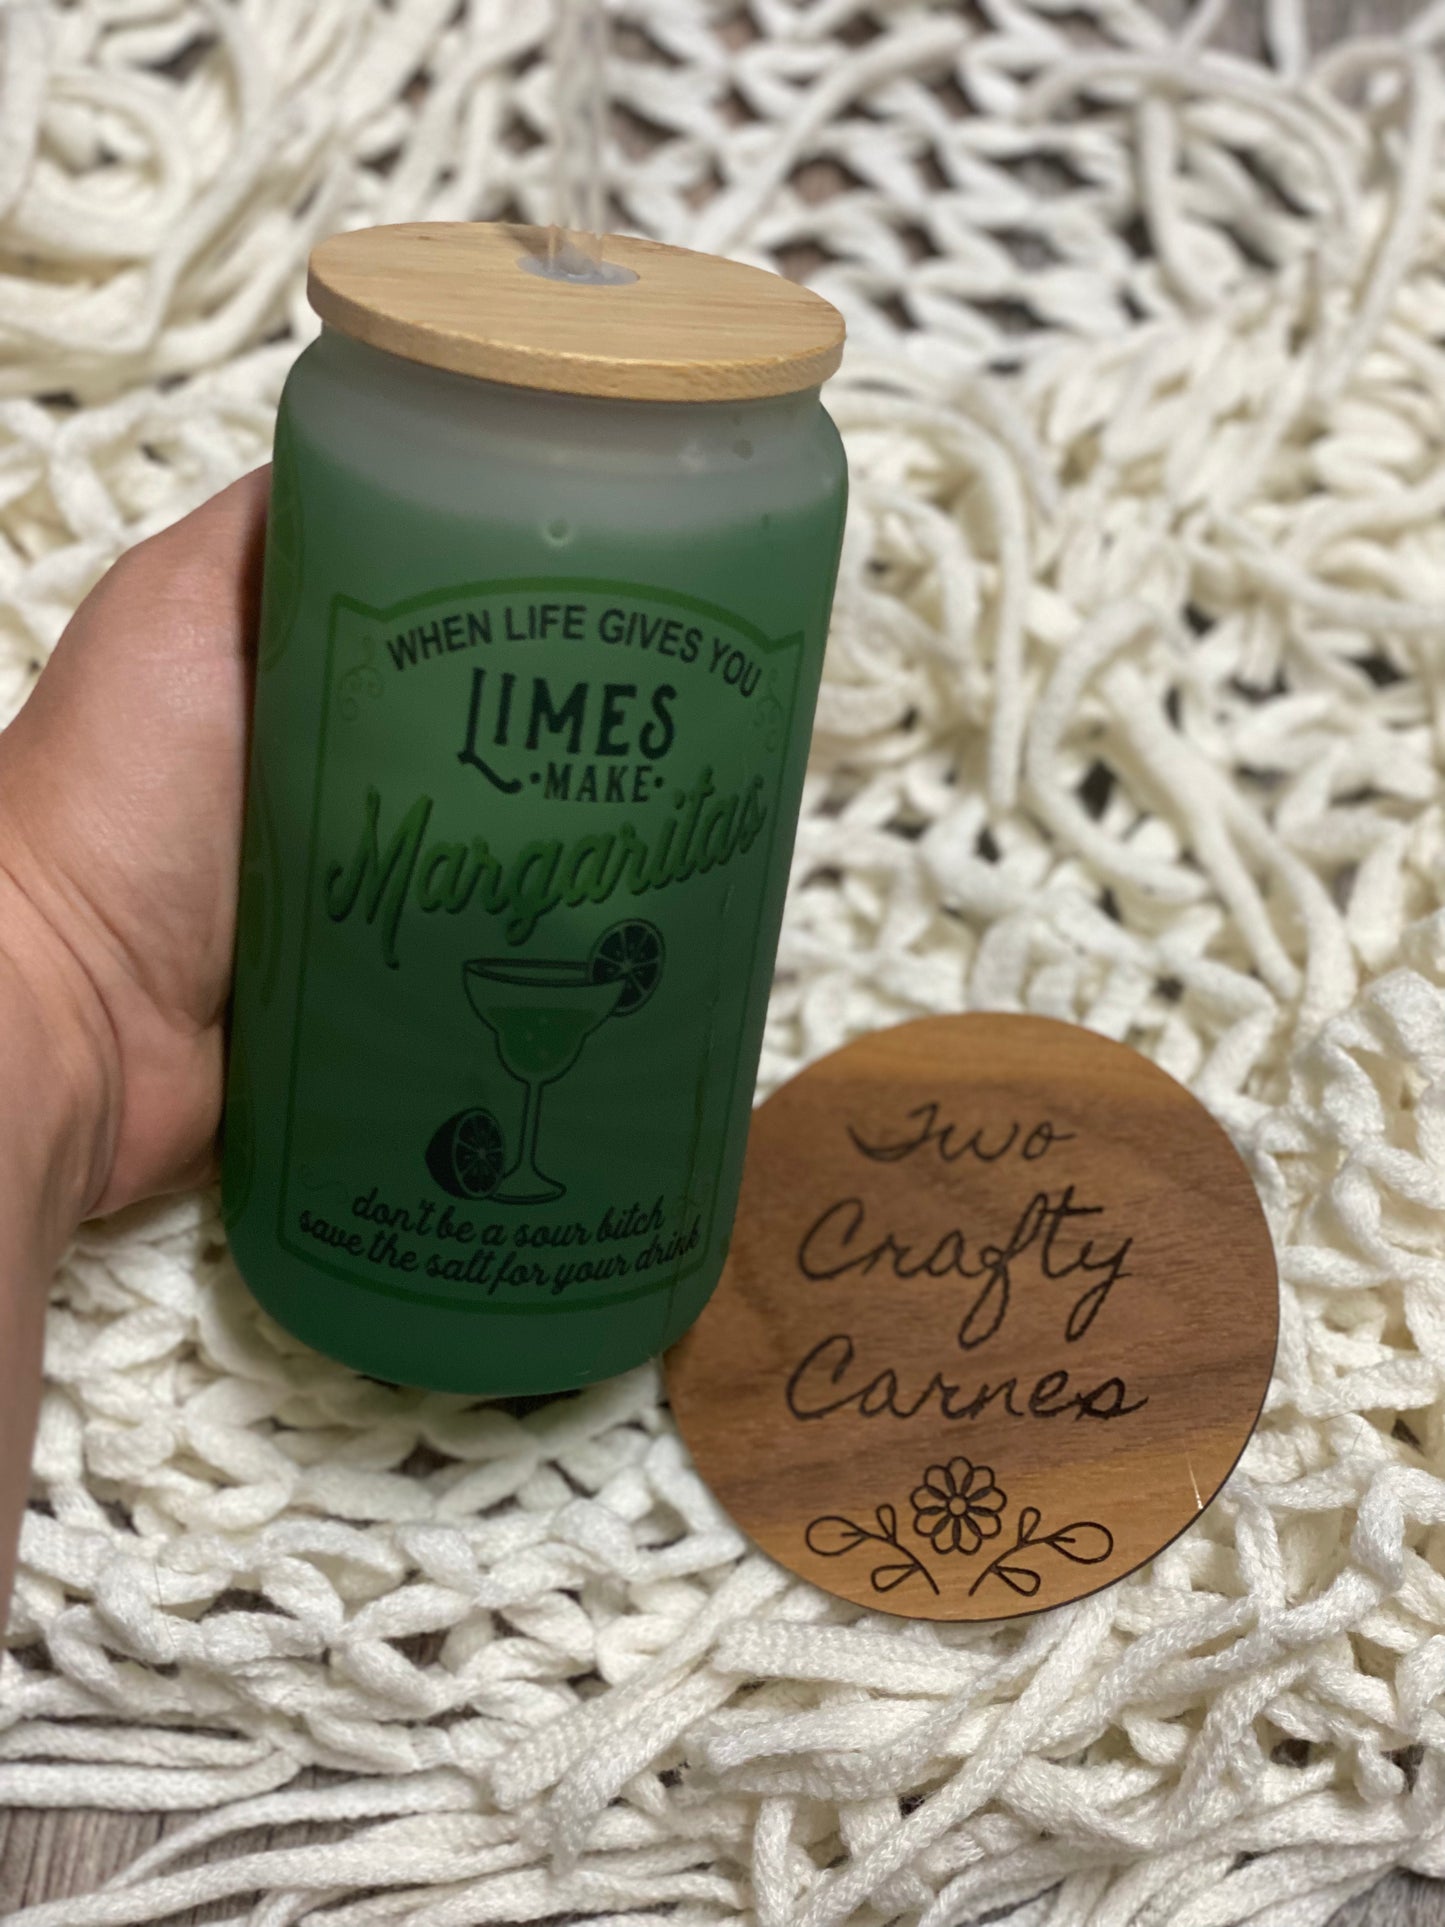 WHEN LIFE GIVES YOU
LIMES
·MAKE·
Margaritas
don't be a sour bitch
save the salt for your drink
Two
Crafty
Carnes